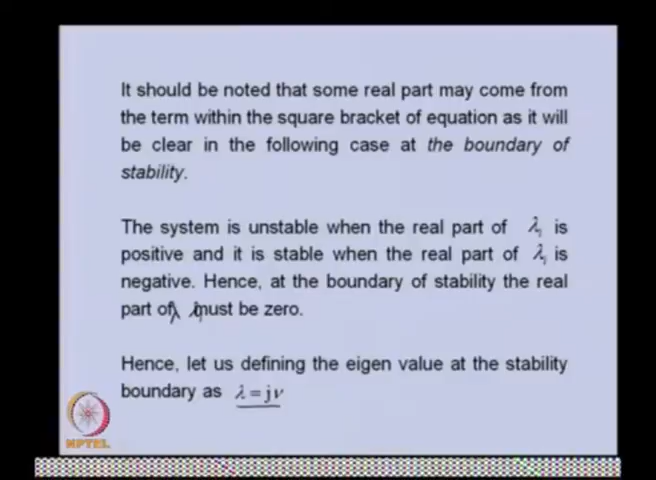 It should be noted that some real part may come from
the term within the square bracket of equation as it will
be clear in the following case at the boundary of
stability.
The system is unstable when the real part of λ₁ is
positive and it is stable when the real part of λ₁ is
negative. Hence, at the boundary of stability the real
part of λ must be zero.
Hence, let us defining the eigen value at the stability
boundary as λ = jν
NPTEL